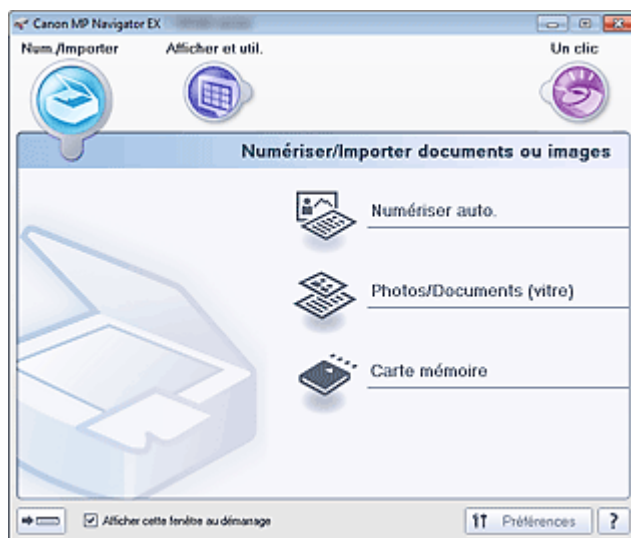 Canon MP Navigator EX
Num./Importer Afficher et util. Un clic
Numériser/Importer documents ou images
Numériser auto.
Photos/Documents (vitre)
Carte mémoire
Afficher cette fenêtre au démarrage Préférences ?